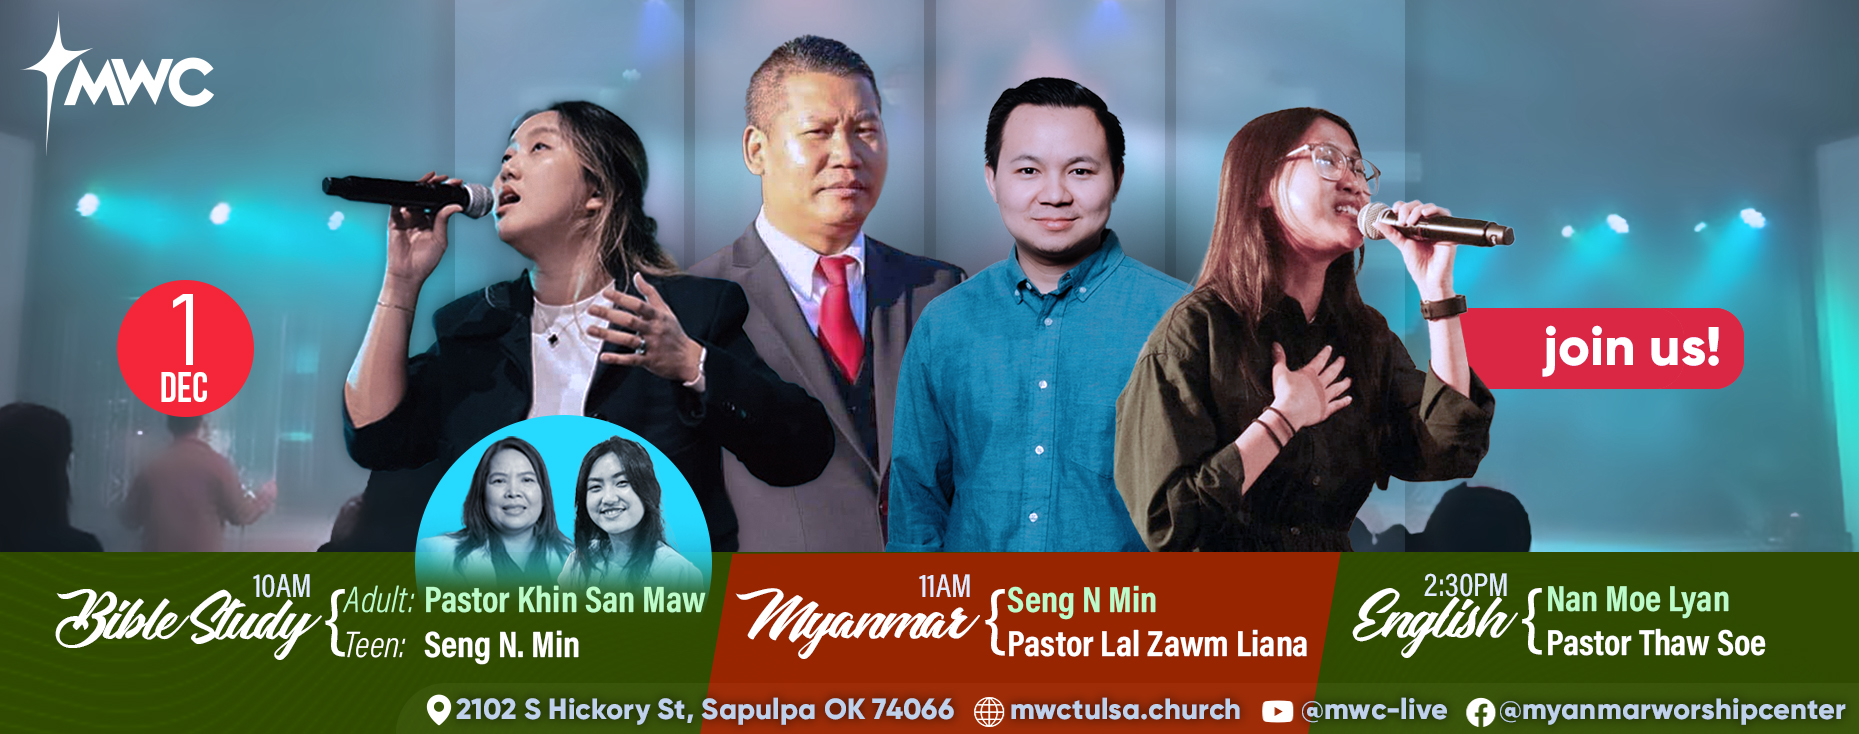 MWC
1
DEC
join us!
10AM
Bible Study
Adult: Pastor Khin San Maw
Teen: Seng N. Min
11AM
Myanmar
Seng N Min
Pastor Lal Zawm Liana
2:30PM
English
Nan Moe Lyan
Pastor Thaw Soe
2102 S Hickory St, Sapulpa OK 74066 mwctulsa.church @mwc-live @myanmarworshipcenter